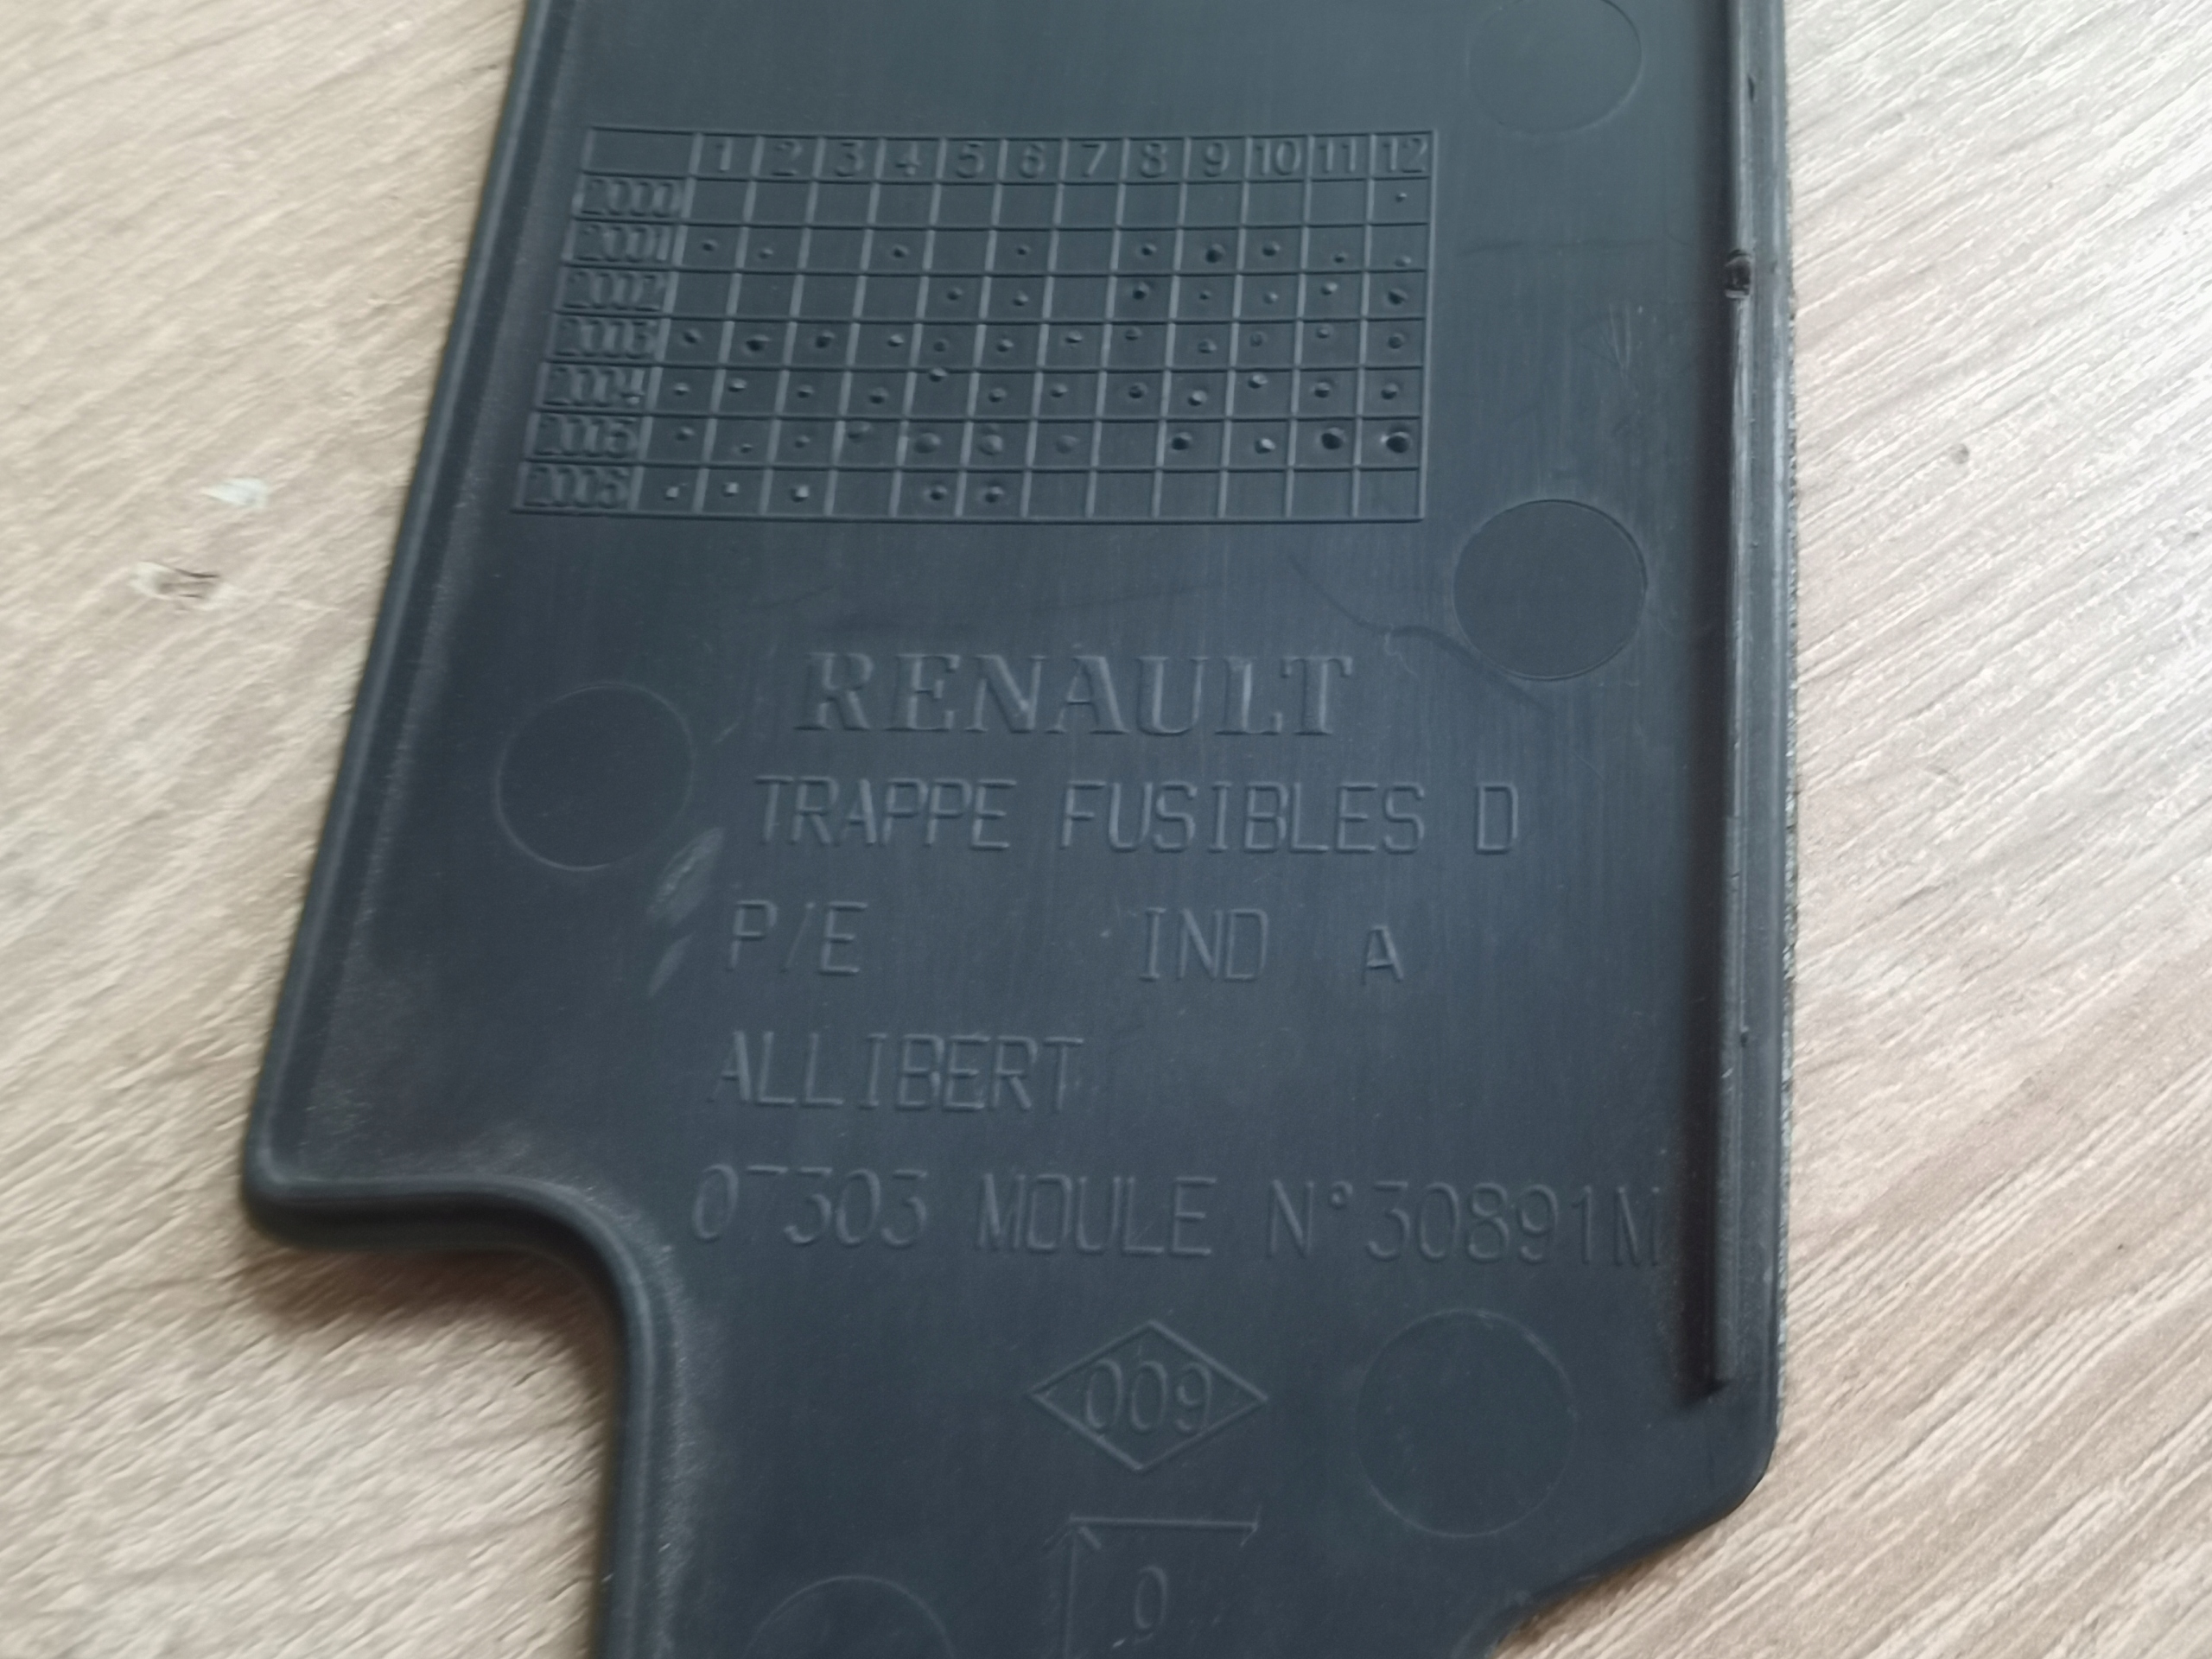 1 2 3 4 5 6 7 8 9 10 11 12
2000
2001
2002
2003
2004
2005
2006
RENAULT
TRAPPE FUSIBLES D
P/E IND A
ALLIBERT
07303 MOULE N°30891M
009
0